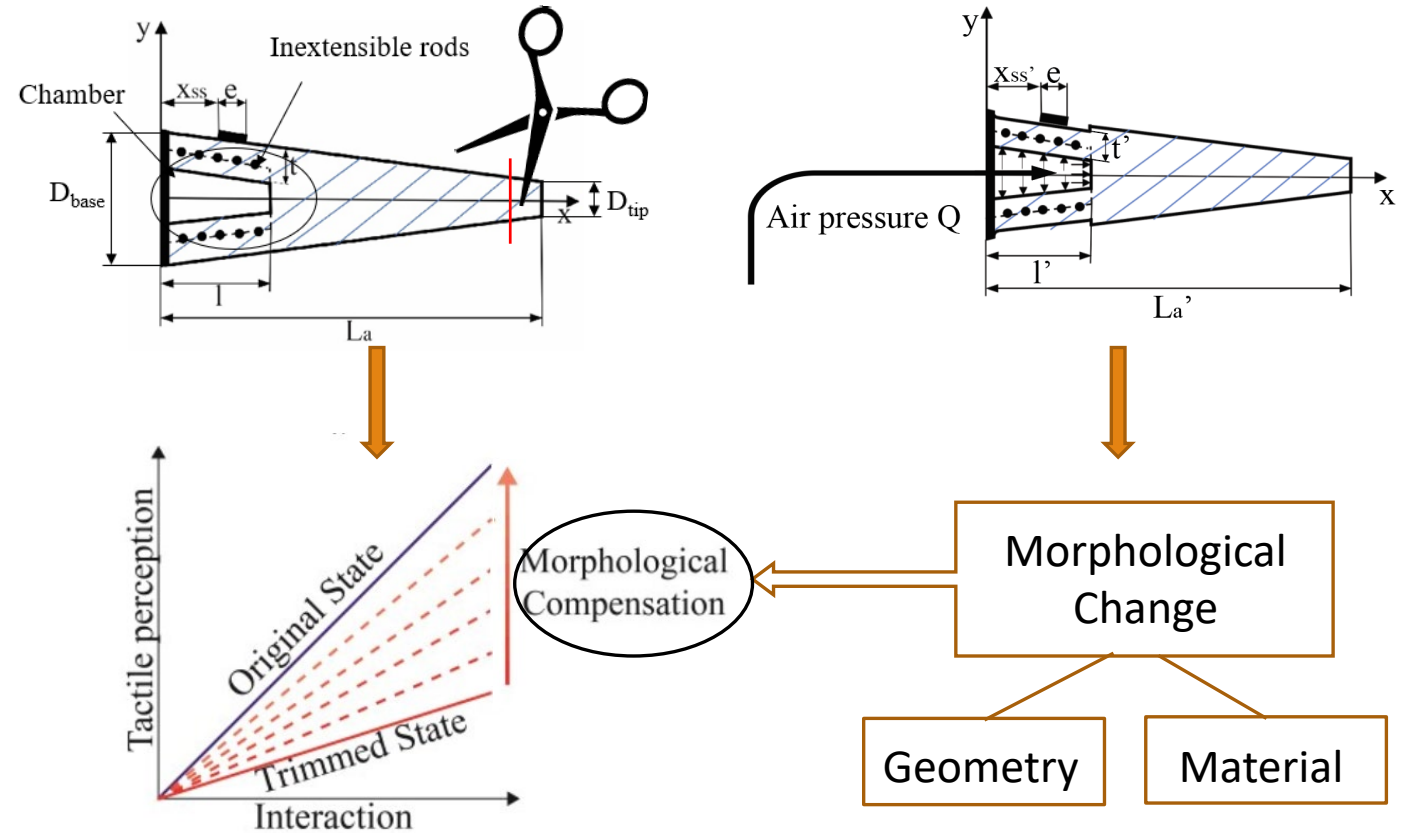 y
Inextensible rods
Chamber
xss
e
t
Dbase
x
Dtip
l
La
y
xss’
e
t’
x
Air pressure Q
l’
La’
Tactile perception
Original State
Trimmed State
Interaction
Morphological
Compensation
Morphological
Change
Geometry
Material